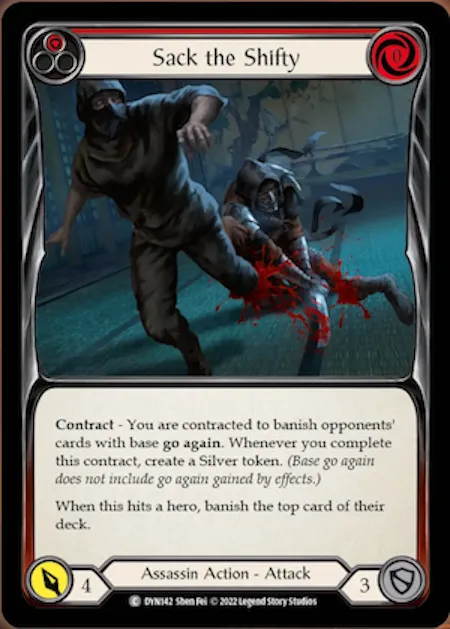 Sack the Shifty
0
Contract - You are contracted to banish opponents'
cards with base go again. Whenever you complete
this contract, create a Silver token. (Base go again
does not include go again gained by effects.)
When this hits a hero, banish the top card of their
deck.
4
Assassin Action - Attack
3
C DYN142 Shen Fei © 2022 Legend Story Studios